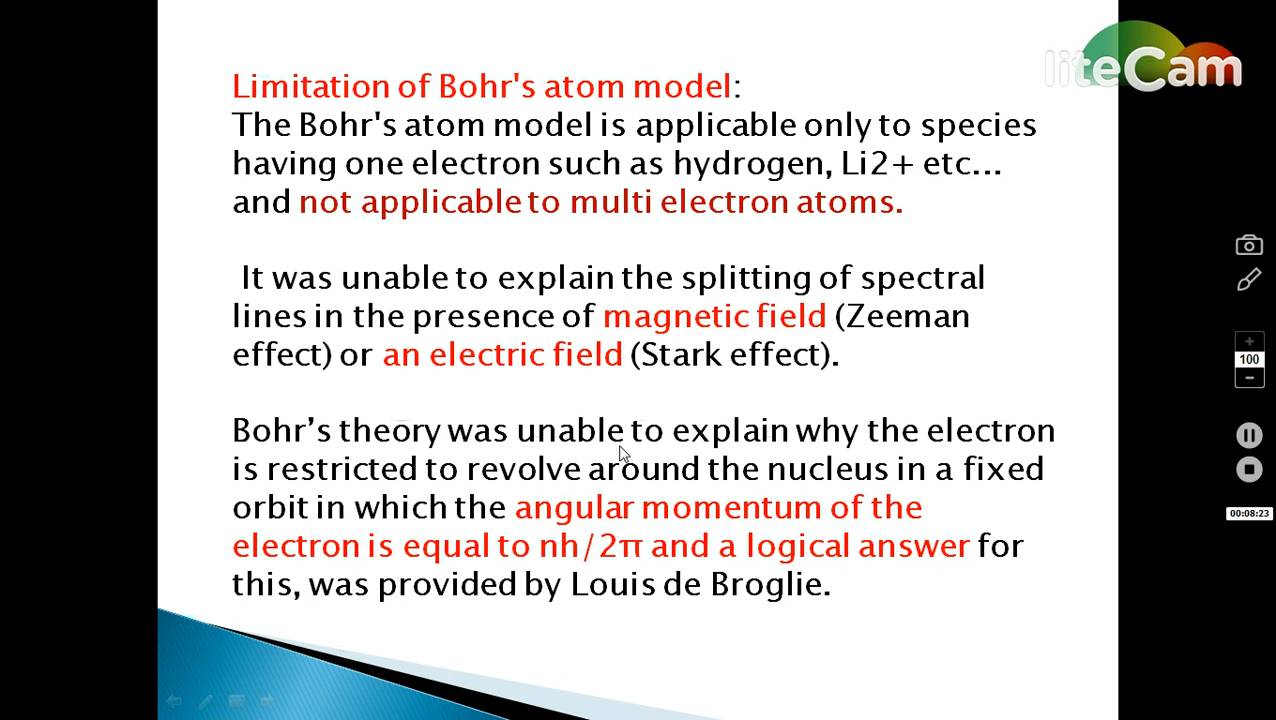 liteCam
Limitation of Bohr's atom model:
The Bohr's atom model is applicable only to species
having one electron such as hydrogen, Li2+ etc...
and not applicable to multi electron atoms.
It was unable to explain the splitting of spectral
lines in the presence of magnetic field (Zeeman
effect) or an electric field (Stark effect).
Bohr’s theory was unable to explain why the electron
is restricted to revolve around the nucleus in a fixed
orbit in which the angular momentum of the
electron is equal to nh/2π and a logical answer for
this, was provided by Louis de Broglie.
100
00:08:23